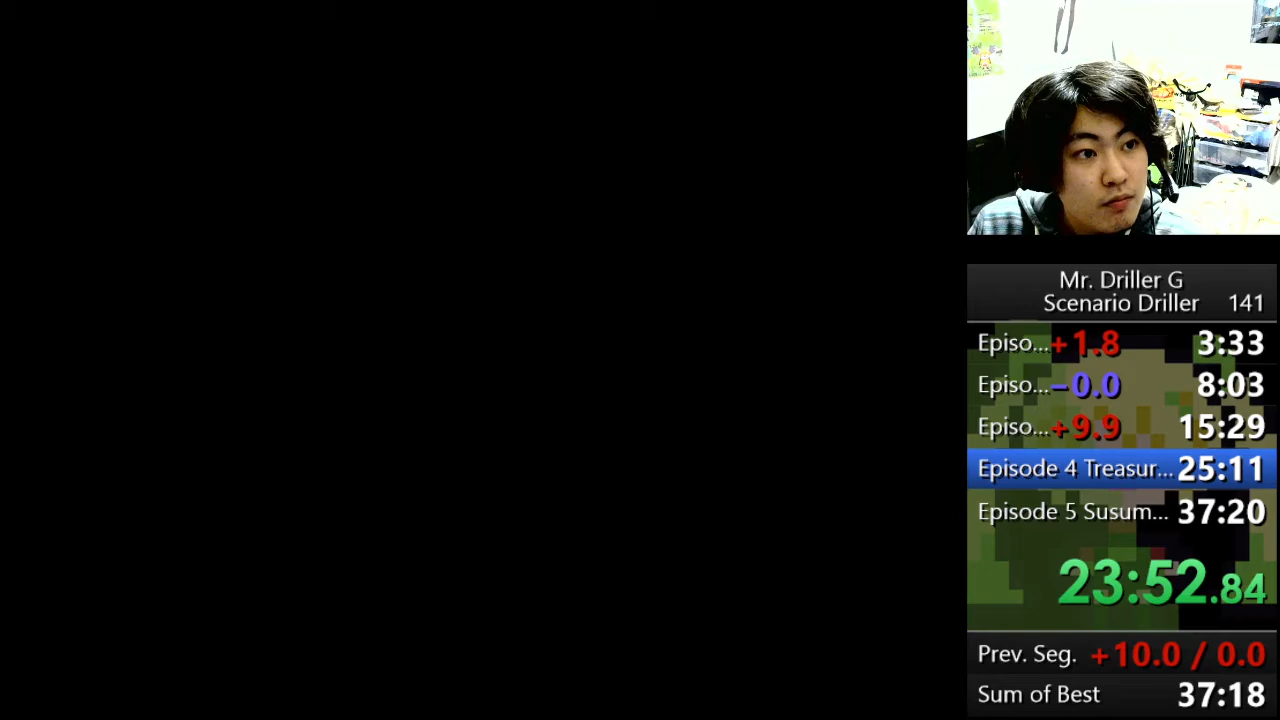 Mr. Driller G
Scenario Driller 141
Episo... +1.8 3:33
Episo... −0.0 8:03
Episo... +9.9 15:29
Episode 4 Treasur... 25:11
Episode 5 Susum... 37:20
23:52.84
Prev. Seg. +10.0 / 0.0
Sum of Best 37:18